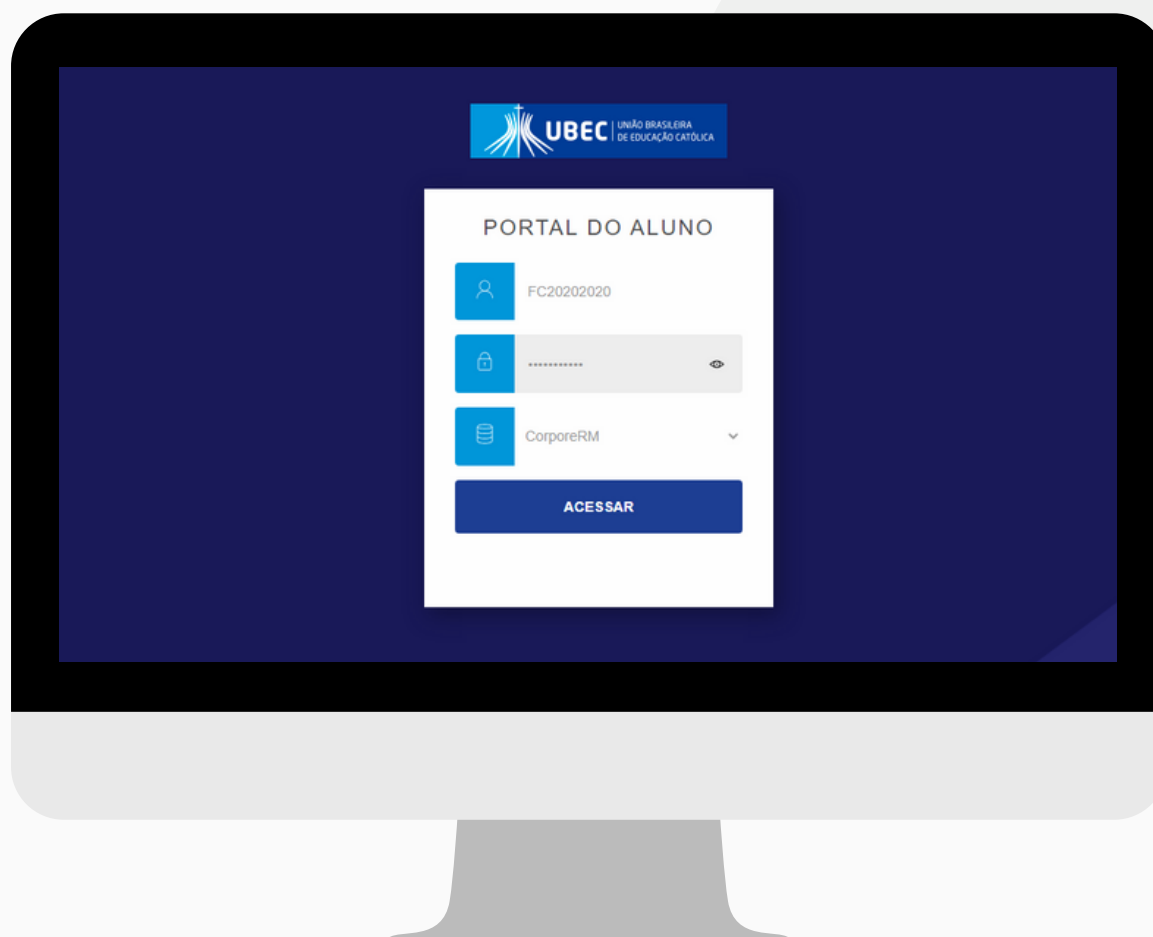 UBEC UNIÃO BRASILEIRA
DE EDUCAÇÃO CATÓLICA
PORTAL DO ALUNO
FC20202020
-----------
CorporeRM
ACESSAR